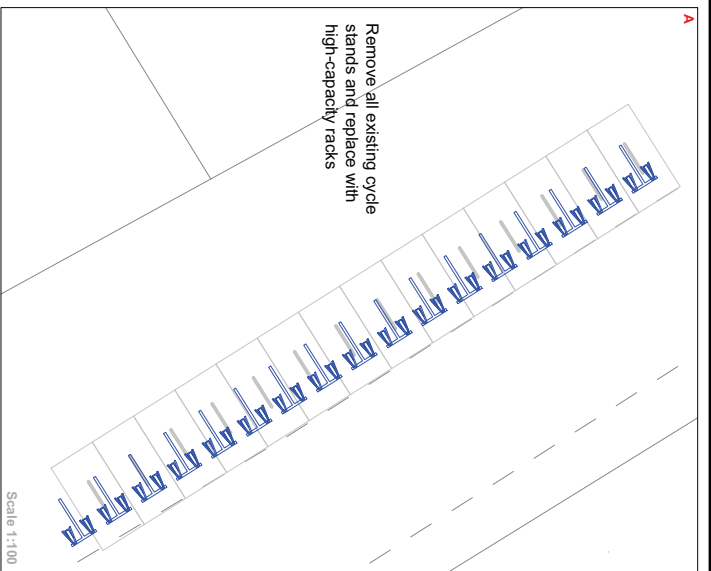 A
Remove all existing cycle
stands and replace with
high-capacity racks
Scale 1:100